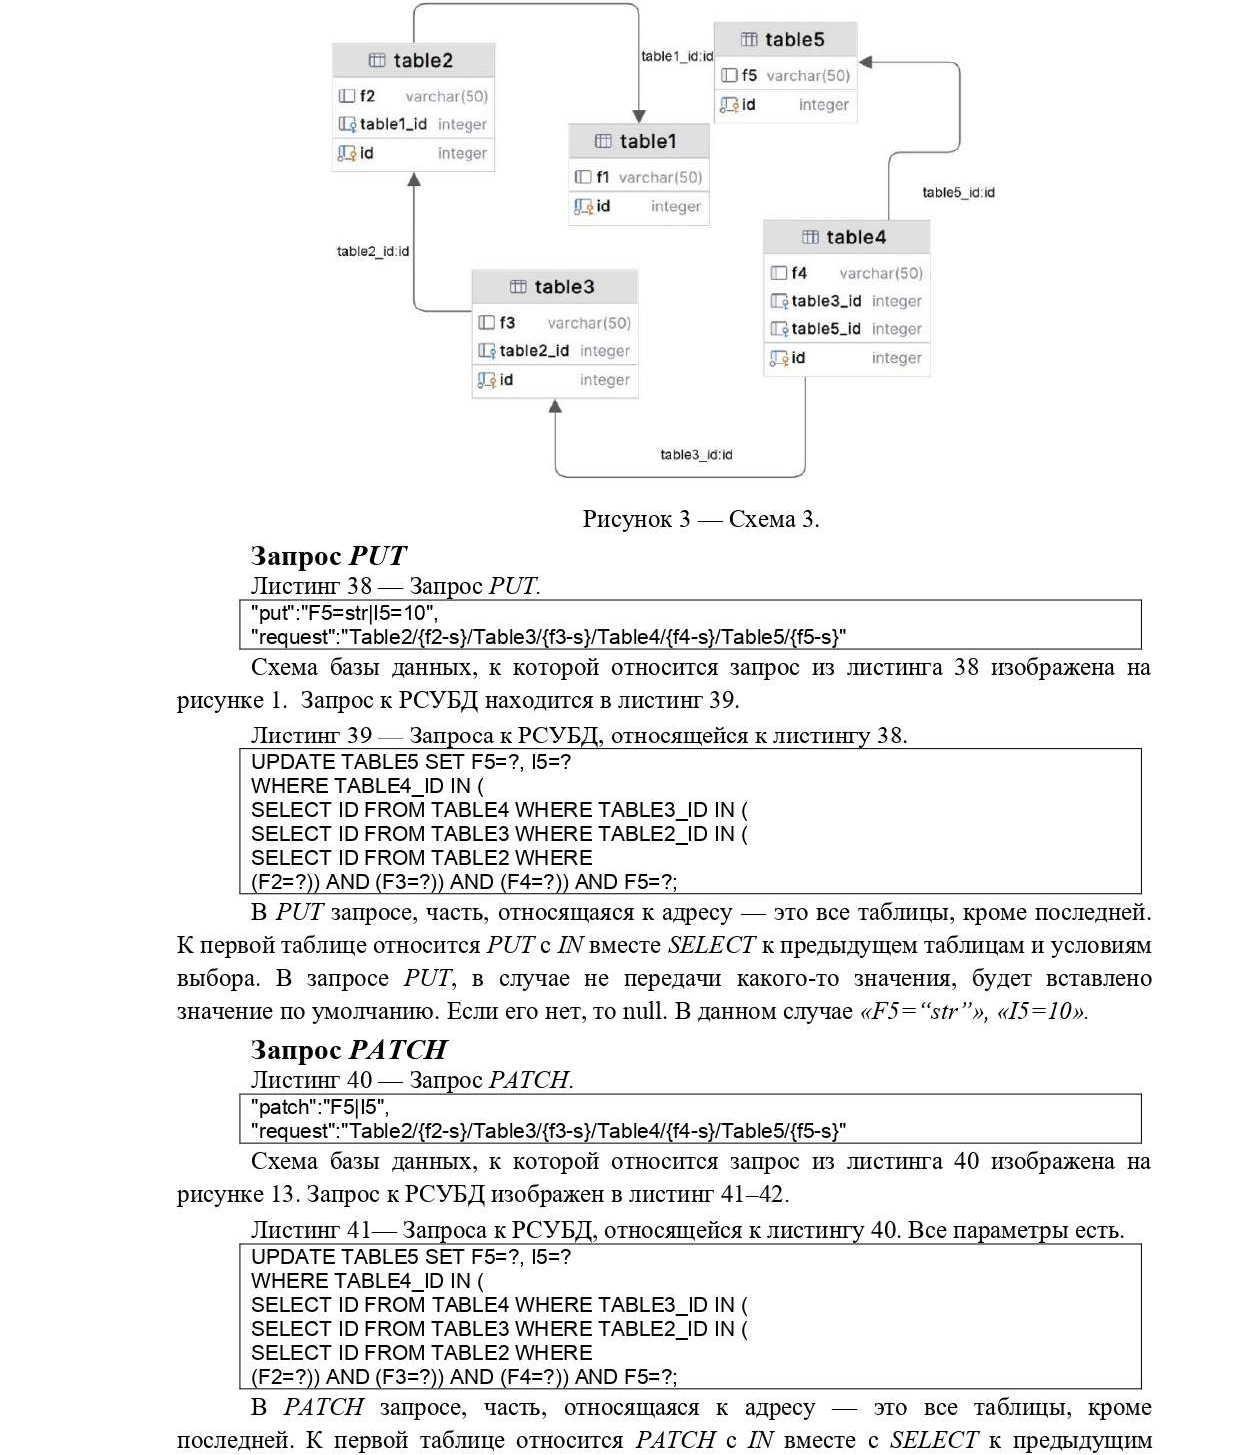 table1_id:id
table5
f5 varchar(50)
id integer
table2
f2 varchar(50)
table1_id integer
id integer
table1
f1 varchar(50)
id integer
table5_id:id
table4
f4 varchar(50)
table3_id integer
table5_id integer
id integer
table2_id:id
table3
f3 varchar(50)
table2_id integer
id integer
table3_id:id
Рисунок 3 — Схема 3.
Запрос PUT
Листинг 38 — Запрос PUT.
"put":"F5=str|I5=10",
"request":"Table2/{f2-s}/Table3/{f3-s}/Table4/{f4-s}/Table5/{f5-s}"
Схема базы данных, к которой относится запрос из листинга 38 изображена на
рисунке 1. Запрос к РСУБД находится в листинг 39.
Листинг 39 — Запроса к РСУБД, относящейся к листингу 38.
UPDATE TABLE5 SET F5=?, I5=?
WHERE TABLE4_ID IN (
SELECT ID FROM TABLE4 WHERE TABLE3_ID IN (
SELECT ID FROM TABLE3 WHERE TABLE2_ID IN (
SELECT ID FROM TABLE2 WHERE
(F2=?)) AND (F3=?)) AND (F4=?)) AND F5=?;
В PUT запросе, часть, относящаяся к адресу — это все таблицы, кроме последней.
К первой таблице относится PUT с IN вместо SELECT к предыдущем таблицам и условиям
выбора. В запросе PUT, в случае не передачи какого-то значения, будет вставлено
значение по умолчанию. Если его нет, то null. В данном случае «F5=“str”», «I5=10».
Запрос PATCH
Листинг 40 — Запрос PATCH.
"patch":"F5|I5",
"request":"Table2/{f2-s}/Table3/{f3-s}/Table4/{f4-s}/Table5/{f5-s}"
Схема базы данных, к которой относится запрос из листинга 40 изображена на
рисунке 13. Запрос к РСУБД изображен в листинг 41–42.
Листинг 41— Запроса к РСУБД, относящейся к листингу 40. Все параметры есть.
UPDATE TABLE5 SET F5=?, I5=?
WHERE TABLE4_ID IN (
SELECT ID FROM TABLE4 WHERE TABLE3_ID IN (
SELECT ID FROM TABLE3 WHERE TABLE2_ID IN (
SELECT ID FROM TABLE2 WHERE
(F2=?)) AND (F3=?)) AND (F4=?)) AND F5=?;
В PATCH запросе, часть, относящаяся к адресу — это все таблицы, кроме
последней. К первой таблице относится PATCH с IN вместе с SELECT к предыдущим